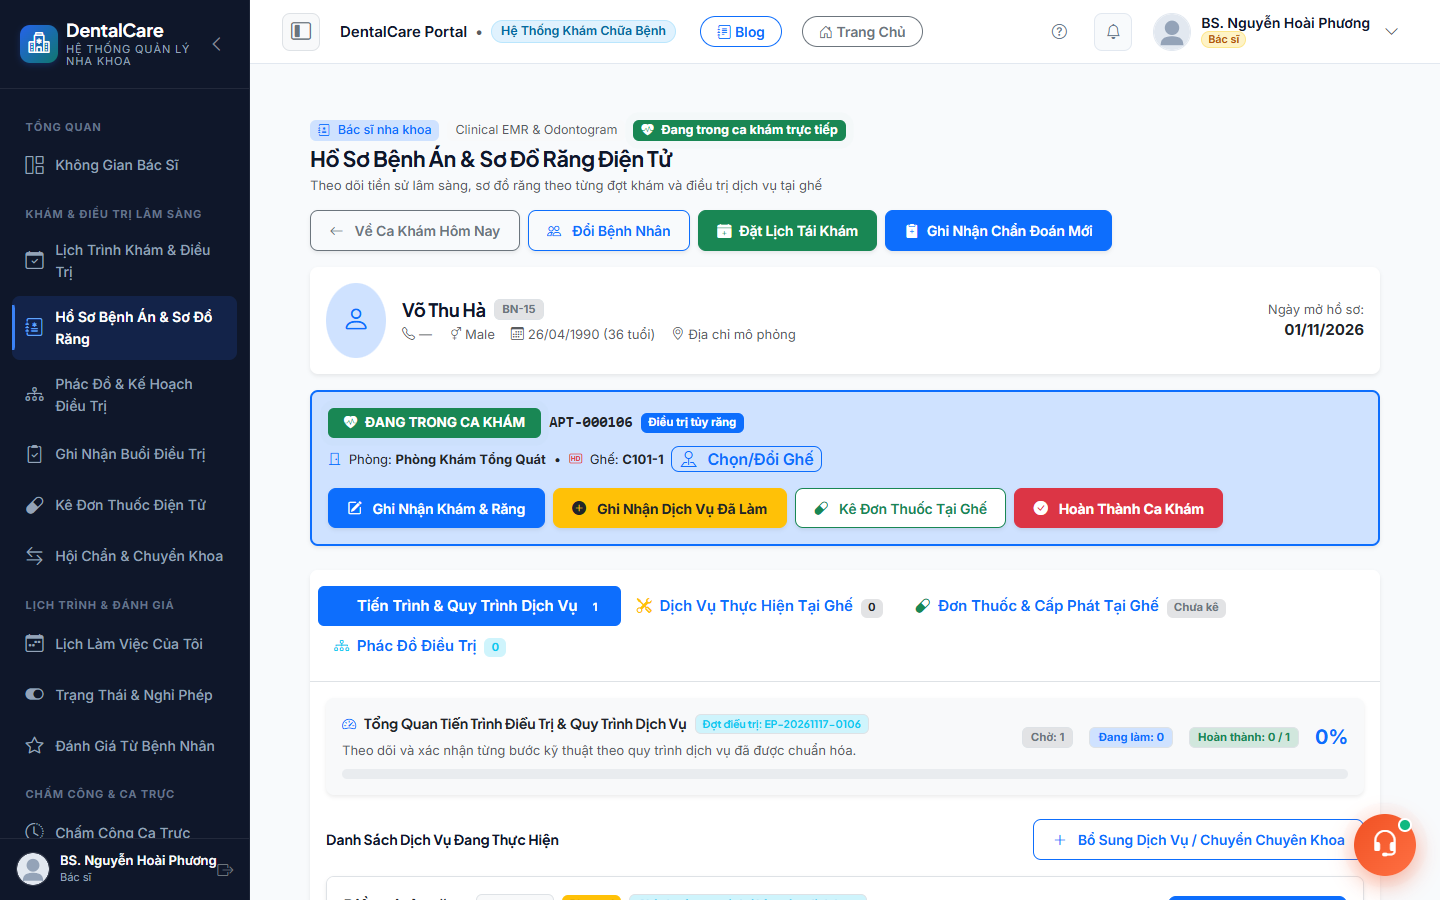 DentalCare
HỆ THỐNG QUẢN LÝ
NHA KHOA
TỔNG QUAN
Không Gian Bác Sĩ
KHÁM & ĐIỀU TRỊ LÂM SÀNG
Lịch Trình Khám & Điều
Trị
Hồ Sơ Bệnh Án & Sơ Đồ
Răng
Phác Đồ & Kế Hoạch
Điều Trị
Ghi Nhận Buổi Điều Trị
Kê Đơn Thuốc Điện Tử
Hội Chẩn & Chuyển Khoa
LỊCH TRÌNH & ĐÁNH GIÁ
Lịch Làm Việc Của Tôi
Trạng Thái & Nghỉ Phép
Đánh Giá Từ Bệnh Nhân
CHẤM CÔNG & CA TRỰC
Chấm Công Ca Trực
BS. Nguyễn Hoài Phương
Bác sĩ
DentalCare Portal • Hệ Thống Khám Chữa Bệnh
Blog
Trang Chủ
BS. Nguyễn Hoài Phương
Bác sĩ
Bác sĩ nha khoa Clinical EMR & Odontogram Đang trong ca khám trực tiếp
Hồ Sơ Bệnh Án & Sơ Đồ Răng Điện Tử
Theo dõi tiền sử lâm sàng, sơ đồ răng theo từng đợt khám và điều trị dịch vụ tại ghế
Về Ca Khám Hôm Nay Đổi Bệnh Nhân Đặt Lịch Tái Khám Ghi Nhận Chẩn Đoán Mới
Võ Thu Hà BN-15
— Male 26/04/1990 (36 tuổi) Địa chỉ mô phỏng
Ngày mở hồ sơ:
01/11/2026
ĐANG TRONG CA KHÁM APT-000106 Điều trị tủy răng
Phòng: Phòng Khám Tổng Quát • HD Ghế: C101-1 Chọn/Đổi Ghế
Ghi Nhận Khám & Răng Ghi Nhận Dịch Vụ Đã Làm Kê Đơn Thuốc Tại Ghế Hoàn Thành Ca Khám
Tiến Trình & Quy Trình Dịch Vụ 1 Dịch Vụ Thực Hiện Tại Ghế 0 Đơn Thuốc & Cấp Phát Tại Ghế Chưa kê
Phác Đồ Điều Trị 0
Tổng Quan Tiến Trình Điều Trị & Quy Trình Dịch Vụ Đợt điều trị: EP-20261117-0106
Theo dõi và xác nhận từng bước kỹ thuật theo quy trình dịch vụ đã được chuẩn hóa.
Chờ: 1 Đang làm: 0 Hoàn thành: 0 / 1 0%
Danh Sách Dịch Vụ Đang Thực Hiện
Bổ Sung Dịch Vụ / Chuyển Chuyên Khoa